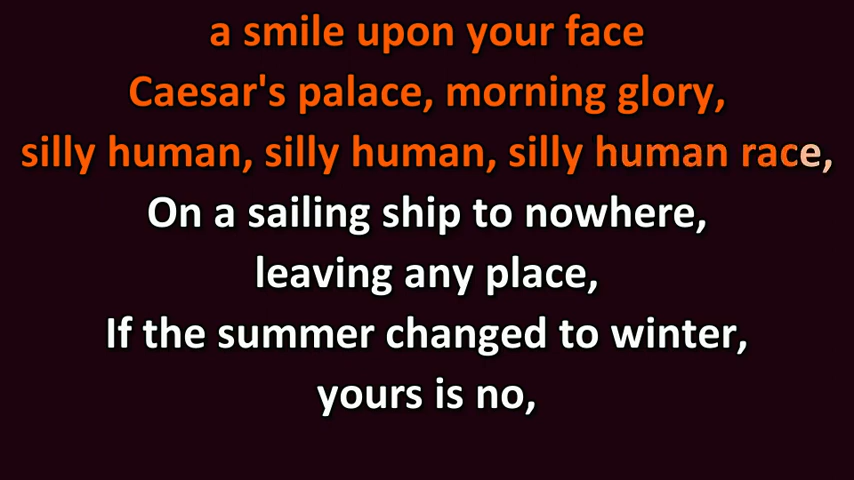 a smile upon your face
Caesar's palace, morning glory,
silly human, silly human, silly human race,
On a sailing ship to nowhere,
leaving any place,
If the summer changed to winter,
yours is no,